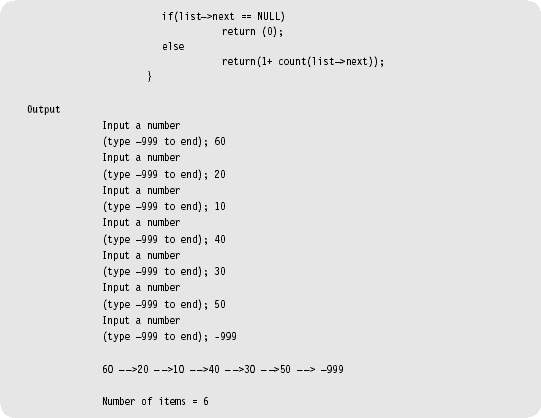 if(list->next == NULL)
return (0);
else
return(1+ count(list->next));
}
Output
Input a number
(type -999 to end); 60
Input a number
(type -999 to end); 20
Input a number
(type -999 to end); 10
Input a number
(type -999 to end); 40
Input a number
(type -999 to end); 30
Input a number
(type -999 to end); 50
Input a number
(type -999 to end); -999
60 -->20 -->10 -->40 -->30 -->50 --> -999
Number of items = 6